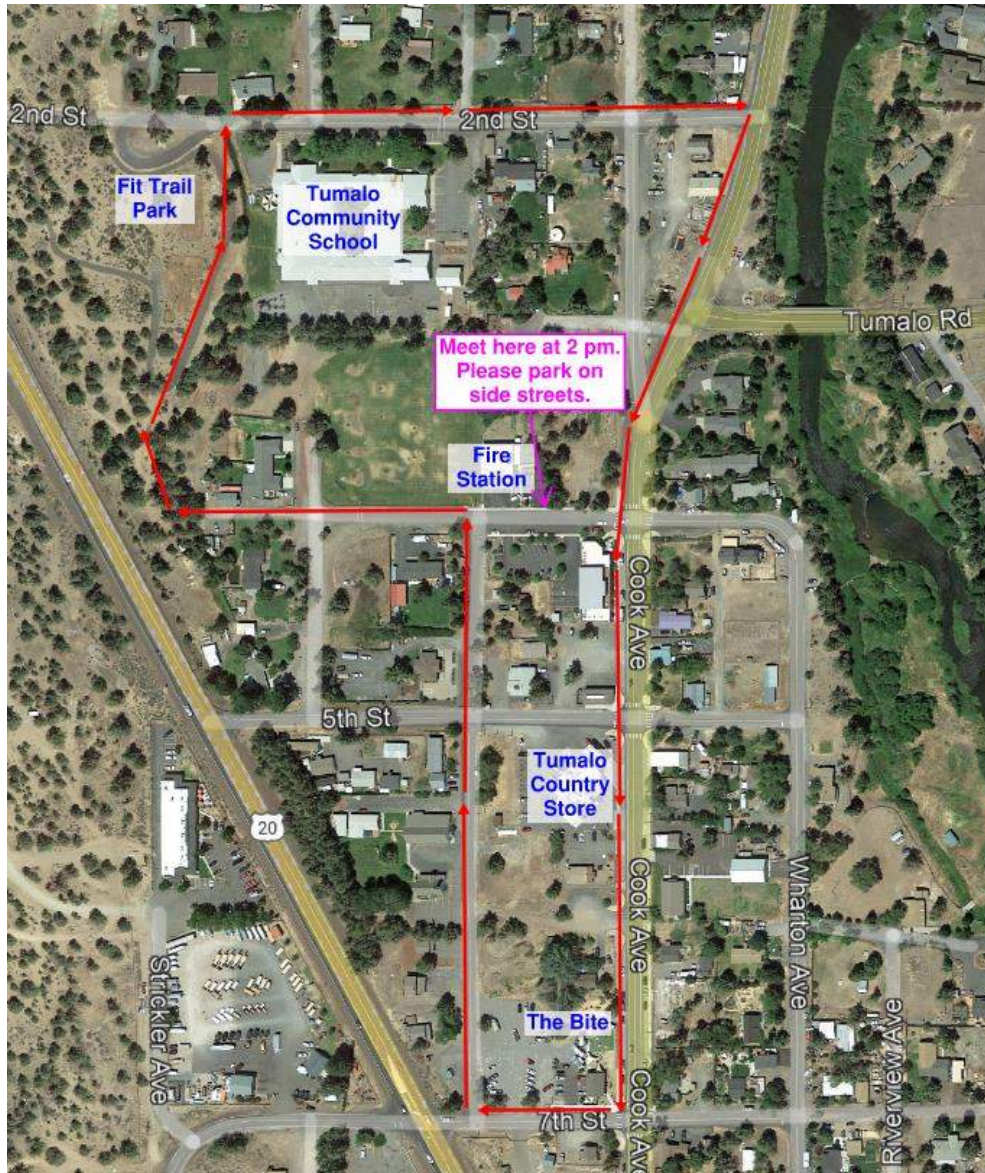 2nd St
2nd St
Fit Trail
Park
Tumalo
Community
School
Tumalo Rd
Meet here at 2 pm.
Please park on
side streets.
Fire
Station
Cook Ave
5th St
Tumalo
Country
Store
20
Cook Ave
Wharton Ave
Strickler Ave
The Bite
Riverview Ave
Cook Ave
7th St